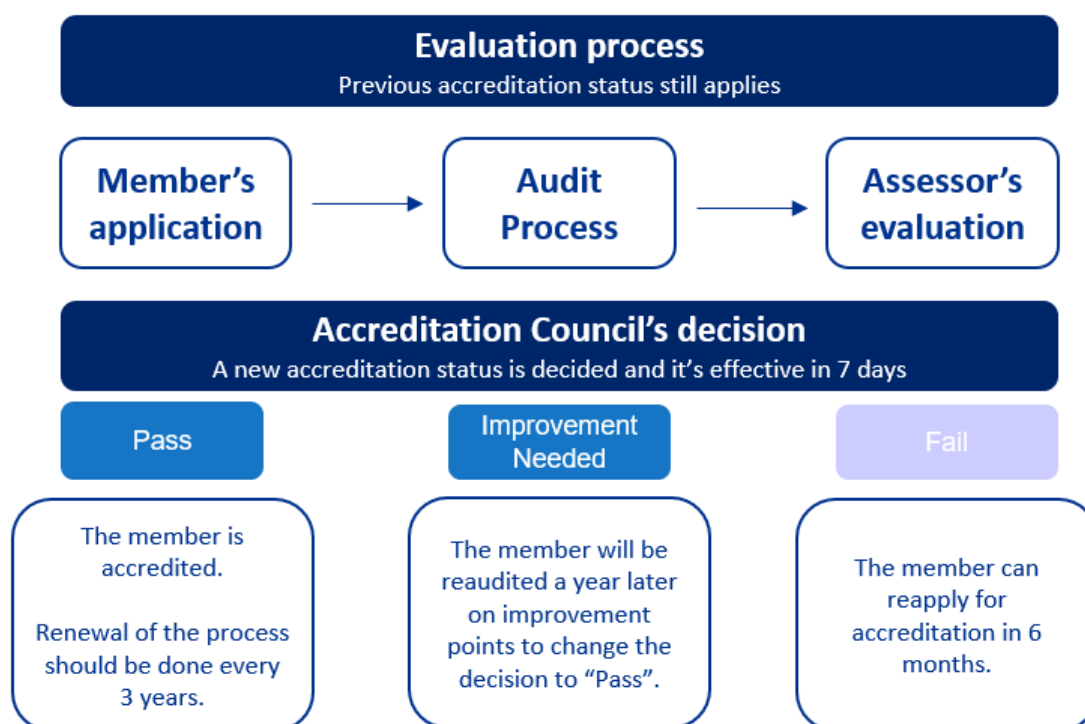 Evaluation process
Previous accreditation status still applies
Member’s
application
Audit
Process
Assessor’s
evaluation
Accreditation Council’s decision
A new accreditation status is decided and it’s effective in 7 days
Pass
Improvement
Needed
Fail
The member is
accredited.
Renewal of the process
should be done every
3 years.
The member will be
reaudited a year later
on improvement
points to change the
decision to “Pass”.
The member can
reapply for
accreditation in 6
months.